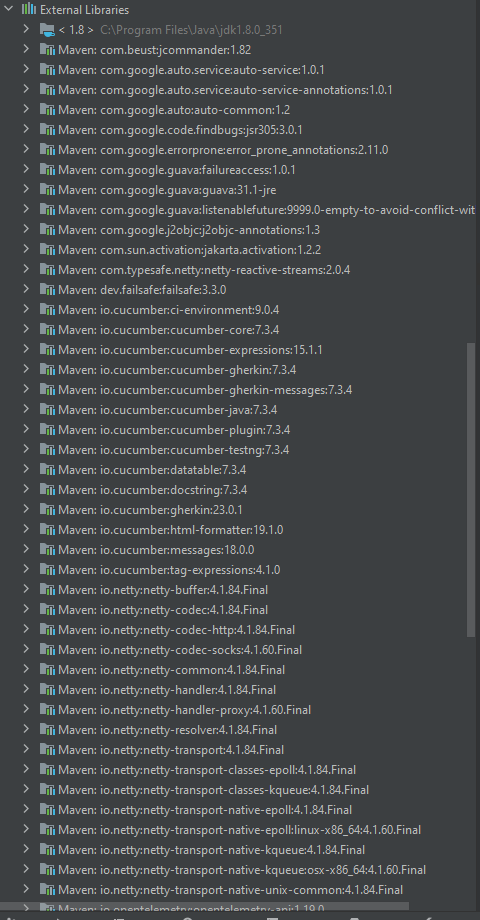 External Libraries
< 1.8 > C:\Program Files\Java\jdk1.8.0_351
Maven: com.beust:jcommander:1.82
Maven: com.google.auto.service:auto-service:1.0.1
Maven: com.google.auto.service:auto-service-annotations:1.0.1
Maven: com.google.auto:auto-common:1.2
Maven: com.google.code.findbugs:jsr305:3.0.1
Maven: com.google.errorprone:error_prone_annotations:2.11.0
Maven: com.google.guava:failureaccess:1.0.1
Maven: com.google.guava:guava:31.1-jre
Maven: com.google.guava:listenablefuture:9999.0-empty-to-avoid-conflict-wit
Maven: com.google.j2objc:j2objc-annotations:1.3
Maven: com.sun.activation:jakarta.activation:1.2.2
Maven: com.typesafe.netty:netty-reactive-streams:2.0.4
Maven: dev.failsafe:failsafe:3.3.0
Maven: io.cucumber:ci-environment:9.0.4
Maven: io.cucumber:cucumber-core:7.3.4
Maven: io.cucumber:cucumber-expressions:15.1.1
Maven: io.cucumber:cucumber-gherkin:7.3.4
Maven: io.cucumber:cucumber-gherkin-messages:7.3.4
Maven: io.cucumber:cucumber-java:7.3.4
Maven: io.cucumber:cucumber-plugin:7.3.4
Maven: io.cucumber:cucumber-testng:7.3.4
Maven: io.cucumber:datatable:7.3.4
Maven: io.cucumber:docstring:7.3.4
Maven: io.cucumber:gherkin:23.0.1
Maven: io.cucumber:html-formatter:19.1.0
Maven: io.cucumber:messages:18.0.0
Maven: io.cucumber:tag-expressions:4.1.0
Maven: io.netty:netty-buffer:4.1.84.Final
Maven: io.netty:netty-codec:4.1.84.Final
Maven: io.netty:netty-codec-http:4.1.84.Final
Maven: io.netty:netty-codec-socks:4.1.60.Final
Maven: io.netty:netty-common:4.1.84.Final
Maven: io.netty:netty-handler:4.1.84.Final
Maven: io.netty:netty-handler-proxy:4.1.60.Final
Maven: io.netty:netty-resolver:4.1.84.Final
Maven: io.netty:netty-transport:4.1.84.Final
Maven: io.netty:netty-transport-classes-epoll:4.1.84.Final
Maven: io.netty:netty-transport-classes-kqueue:4.1.84.Final
Maven: io.netty:netty-transport-native-epoll:4.1.84.Final
Maven: io.netty:netty-transport-native-epoll:linux-x86_64:4.1.60.Final
Maven: io.netty:netty-transport-native-kqueue:4.1.84.Final
Maven: io.netty:netty-transport-native-kqueue:osx-x86_64:4.1.60.Final
Maven: io.netty:netty-transport-native-unix-common:4.1.84.Final
Maven: io.opentelemetry:opentelemetry-api:1.19.0